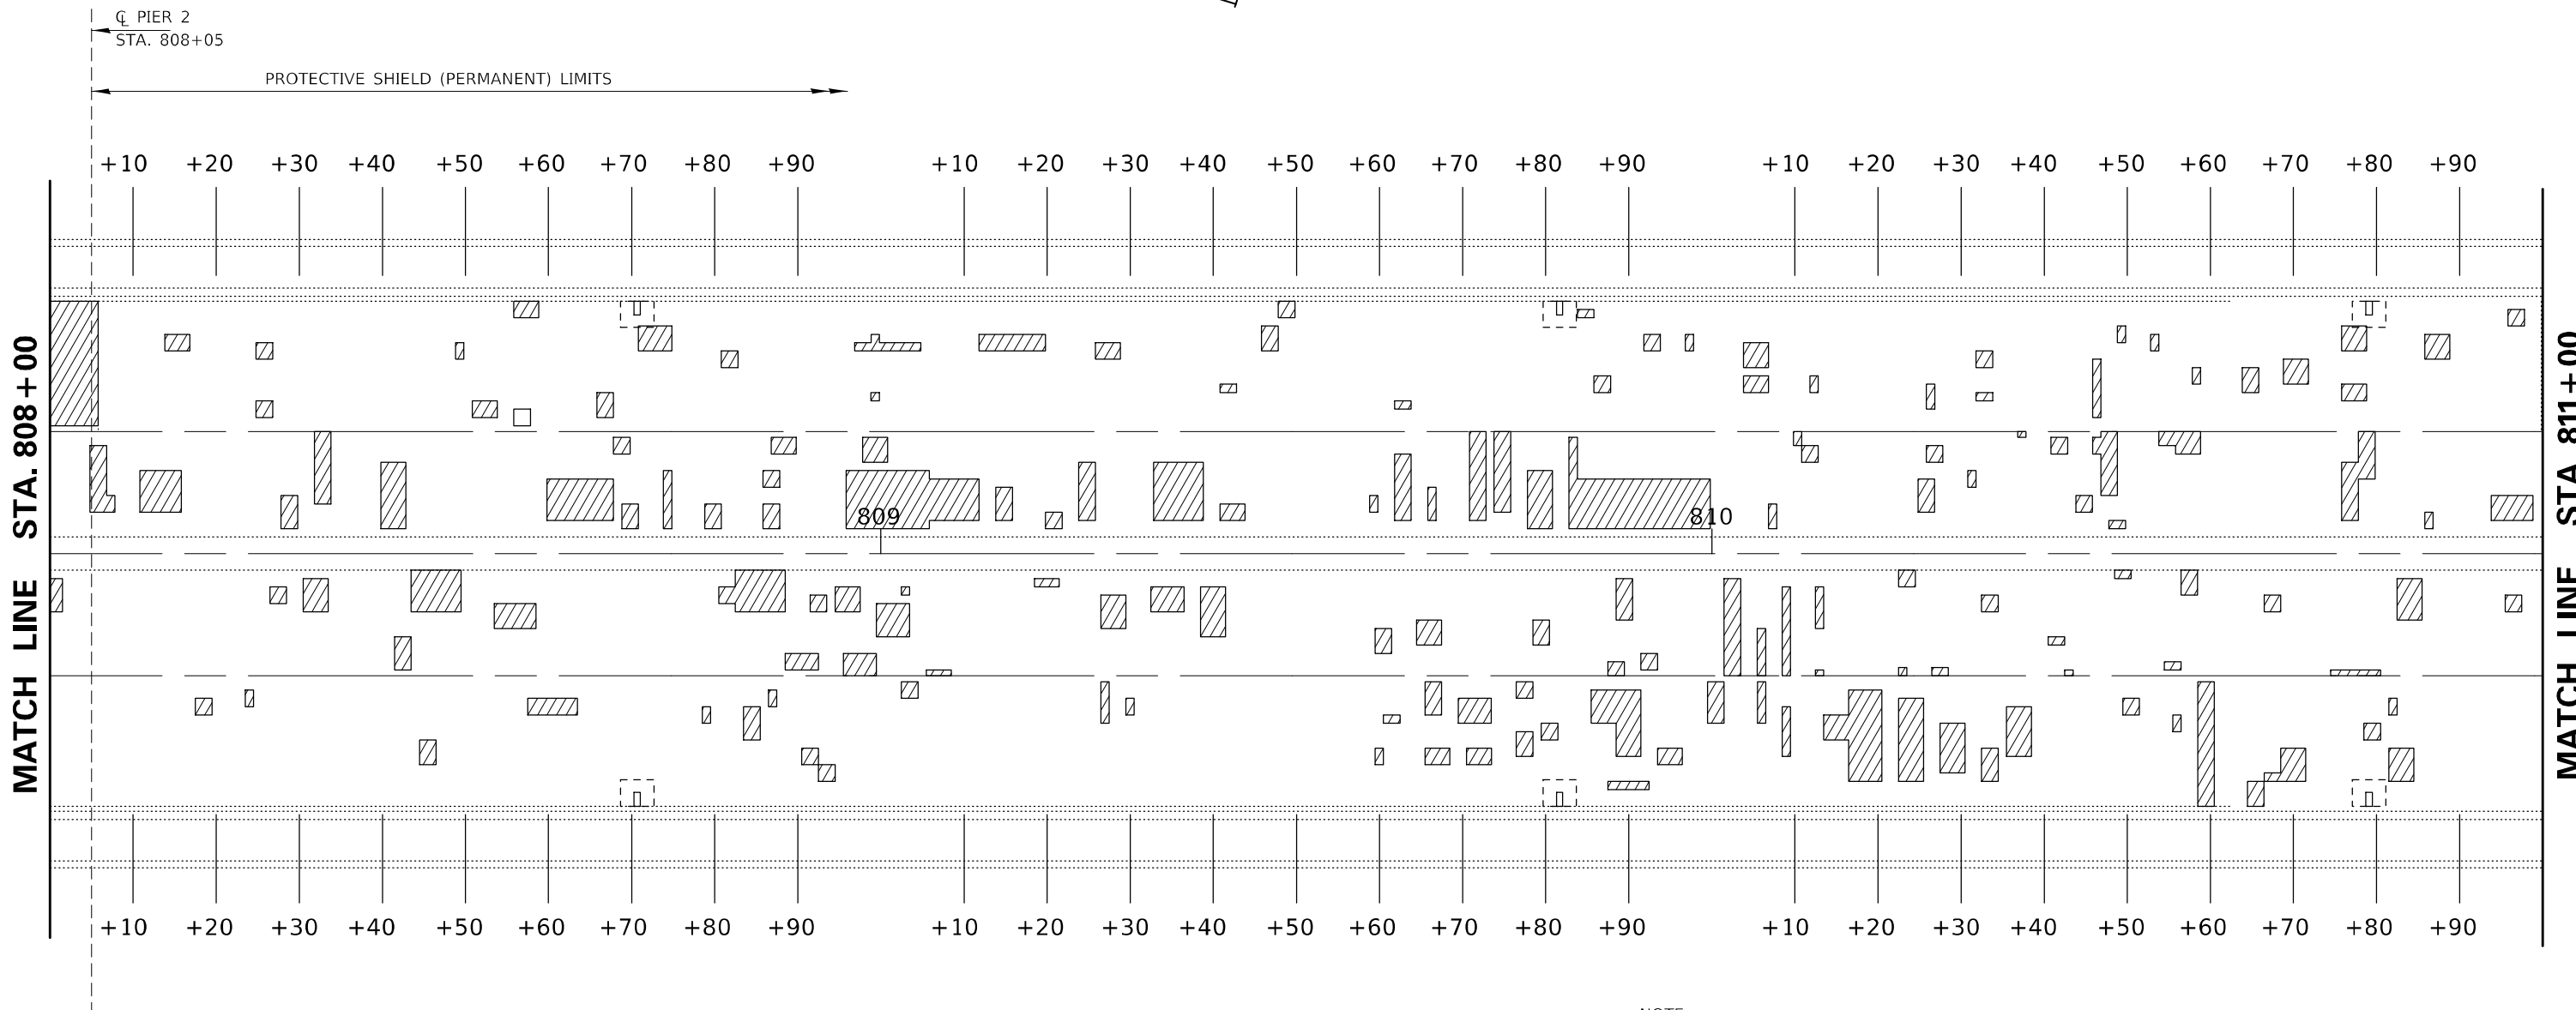 ℄ PIER 2
STA. 808+05
PROTECTIVE SHIELD (PERMANENT) LIMITS
+10 +20 +30 +40 +50 +60 +70 +80 +90 +10 +20 +30 +40 +50 +60 +70 +80 +90 +10 +20 +30 +40 +50 +60 +70 +80 +90
MATCH LINE STA. 808+00
809 810
MATCH LINE STA 811+00
+10 +20 +30 +40 +50 +60 +70 +80 +90 +10 +20 +30 +40 +50 +60 +70 +80 +90 +10 +20 +30 +40 +50 +60 +70 +80 +90